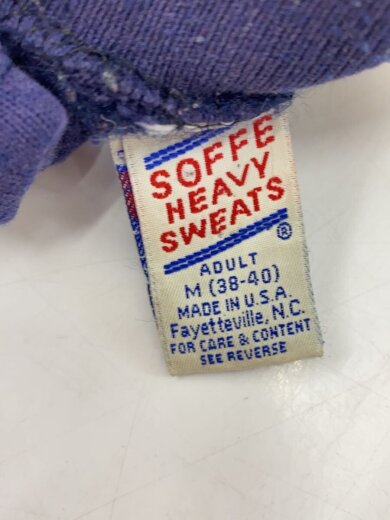 SOFFE
HEAVY
SWEATS
®
ADULT
M (38-40)
MADE IN U.S.A.
Fayetteville, N.C.
FOR CARE & CONTENT
SEE REVERSE